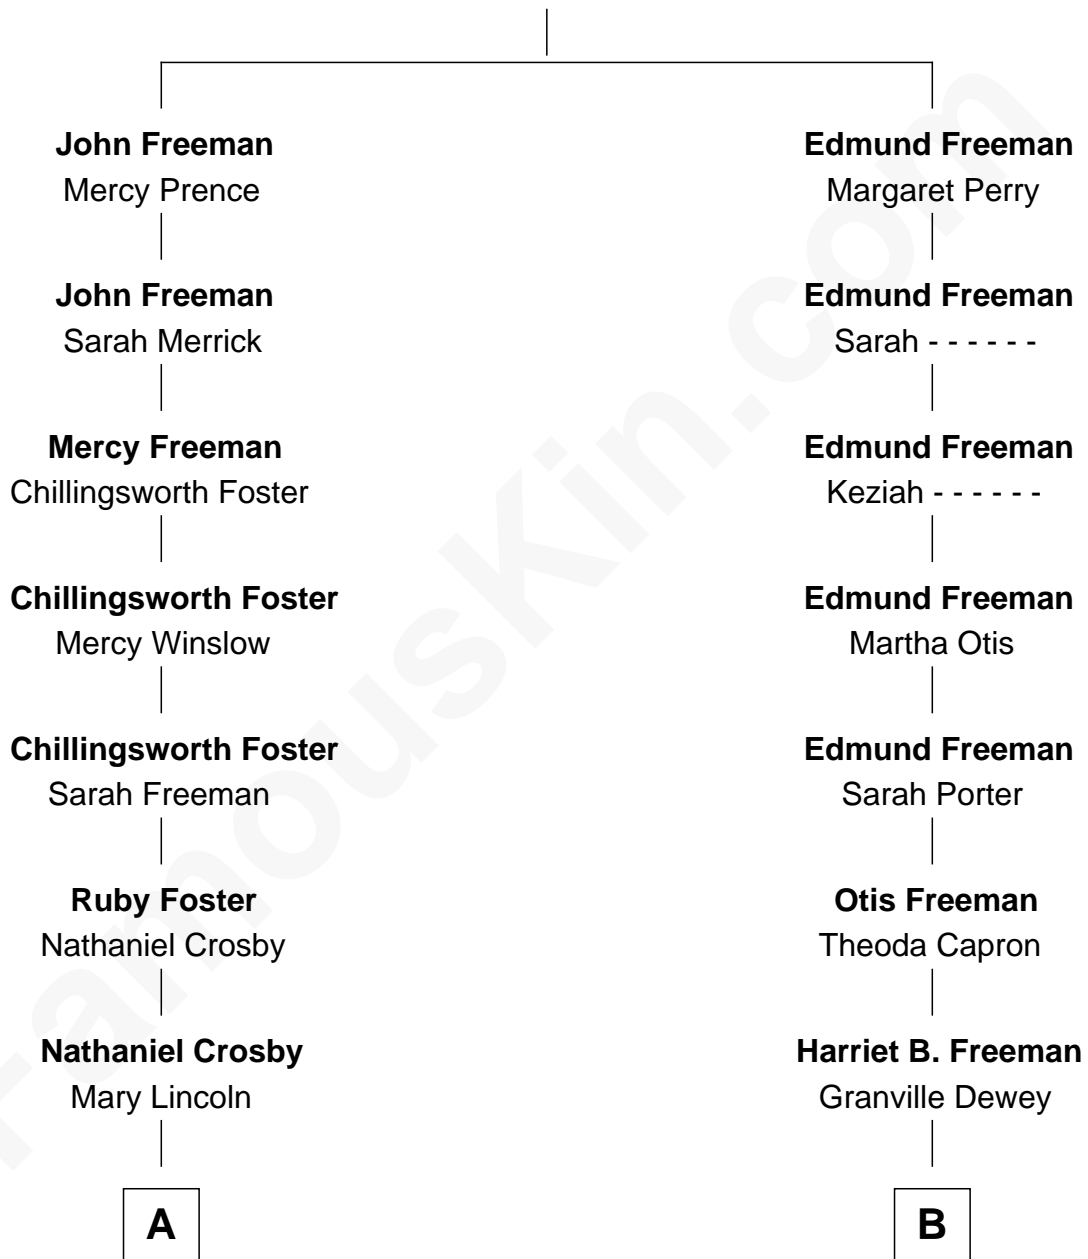 John Freeman
Mercy Prence
John Freeman
Sarah Merrick
Mercy Freeman
Chillingsworth Foster
Chillingsworth Foster
Mercy Winslow
Chillingsworth Foster
Sarah Freeman
Ruby Foster
Nathaniel Crosby
Nathaniel Crosby
Mary Lincoln
A
Edmund Freeman
Margaret Perry
Edmund Freeman
Sarah - - - - - -
Edmund Freeman
Keziah - - - - - -
Edmund Freeman
Martha Otis
Edmund Freeman
Sarah Porter
Otis Freeman
Theoda Capron
Harriet B. Freeman
Granville Dewey
B
FamousKin.com